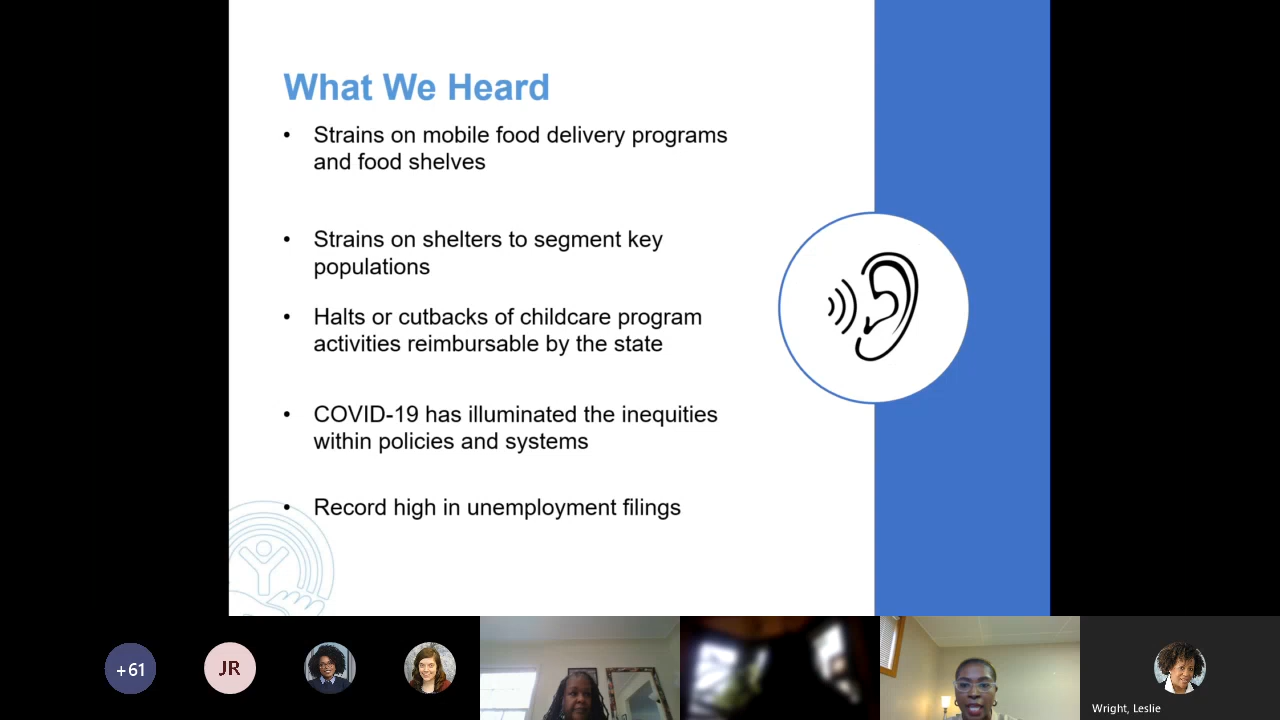 What We Heard
• Strains on mobile food delivery programs
and food shelves
• Strains on shelters to segment key
populations
• Halts or cutbacks of childcare program
activities reimbursable by the state
• COVID-19 has illuminated the inequities
within policies and systems
• Record high in unemployment filings
+61
JR
Wright, Leslie